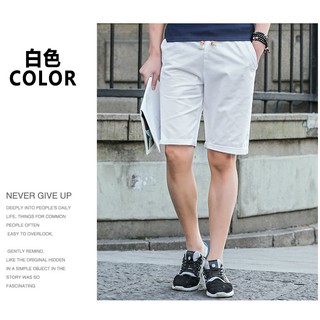 白色
COLOR
NEVER GIVE UP
DEEPLY INTO PEOPLE'S DAILY
LIFE, THINGS FOR COMMON
PEOPLE OFTEN
EASY TO OVERLOOK,
GENTLY REMIND,
LIKE THE ORIGINAL HIDDEN
IN A SIMPLE OBJECT IN THE
STORY WAS SO
FASCINATING